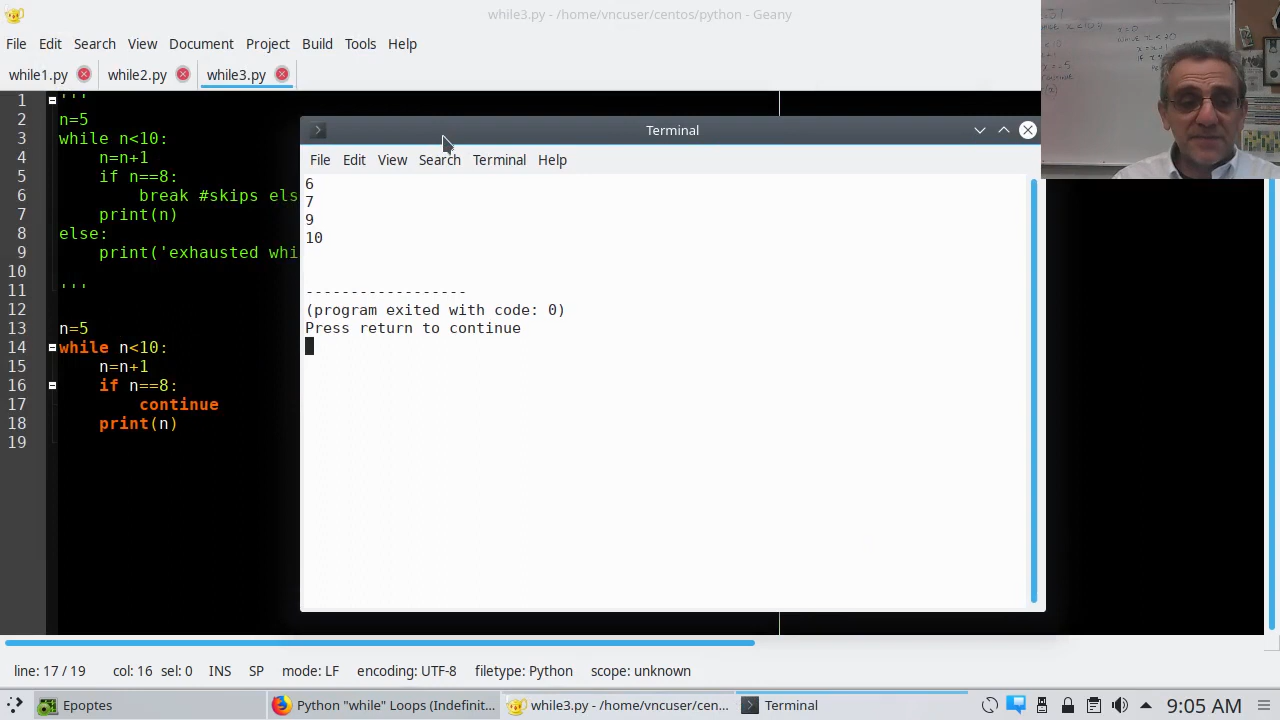 while3.py - /home/vncuser/centos/python - Geany
File Edit Search View Document Project Build Tools Help
while1.py while2.py while3.py
1 '''
2 n=5
3 while n<10:
4 n=n+1
5 if n==8:
6 break #skips els
7 print(n)
8 else:
9 print('exhausted whi
10
11 '''
12
13 n=5
14 while n<10:
15 n=n+1
16 if n==8:
17 continue
18 print(n)
19
Terminal
File Edit View Search Terminal Help
6
7
9
10
------------------
(program exited with code: 0)
Press return to continue
line: 17 / 19 col: 16 sel: 0 INS SP mode: LF encoding: UTF-8 filetype: Python scope: unknown
Epoptes Python "while" Loops (Indefinit... while3.py - /home/vncuser/cen... Terminal 9:05 AM